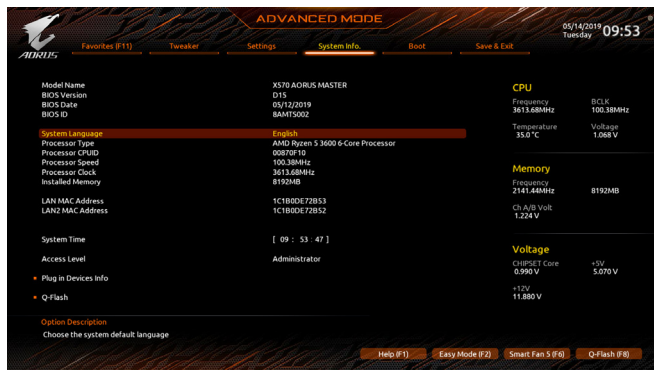 ADVANCED MODE
05/14/2019 Tuesday 09:53
AORUS
Favorites (F11) Tweaker Settings System Info. Boot Save & Exit
Model Name X570 AORUS MASTER
BIOS Version D15
BIOS Date 05/12/2019
BIOS ID 8AMTS002
System Language English
Processor Type AMD Ryzen 5 3600 6-Core Processor
Processor CPUID 00870F10
Processor Speed 100.38MHz
Processor Clock 3613.68MHz
Installed Memory 8192MB
LAN MAC Address 1C1B0DE72B53
LAN2 MAC Address 1C1B0DE72B52
System Time [ 09 : 53 : 47 ]
Access Level Administrator
Plug in Devices Info
Q-Flash
Option Description
Choose the system default language
CPU
Frequency BCLK
3613.68MHz 100.38MHz
Temperature Voltage
35.0 °C 1.068 V
Memory
Frequency
2141.44MHz 8192MB
Ch A/B Volt
1.224 V
Voltage
CHIPSET Core +5V
0.990 V 5.070 V
+12V
11.880 V
Help (F1) Easy Mode (F2) Smart Fan 5 (F6) Q-Flash (F8)